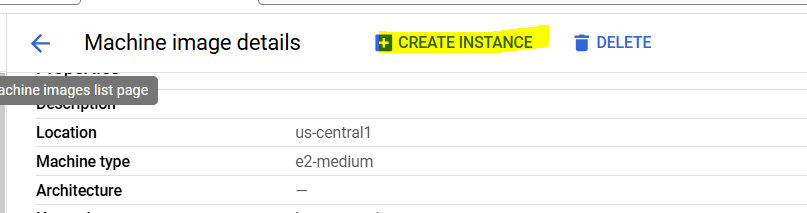 Machine image details
CREATE INSTANCE
DELETE
achine images list page
Description
Location us-central1
Machine type e2-medium
Architecture —